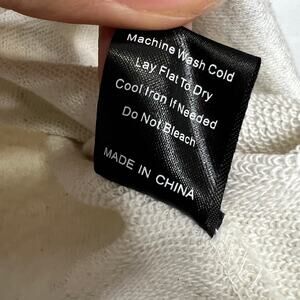 Machine Wash Cold
Lay Flat To Dry
Cool Iron If Needed
Do Not Bleach
MADE IN CHINA